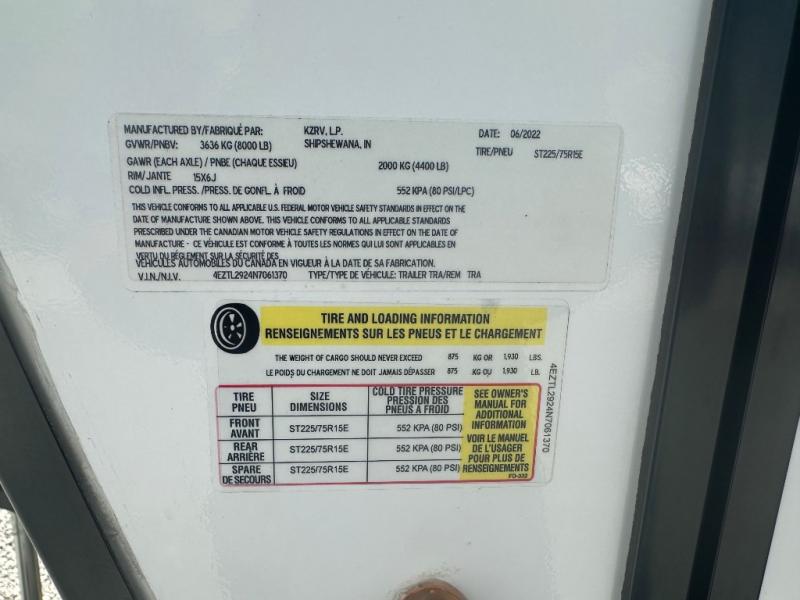 MANUFACTURED BY/FABRIQUÉ PAR: KZRV, L.P. DATE: 06/2022
GVWR/PNBV: 3636 KG (8000 LB) SHIPSHEWANA, IN TIRE/PNEU ST225/75R15E
GAWR (EACH AXLE) / PNBE (CHAQUE ESSIEU) 2000 KG (4400 LB)
RIM/JANTE 15X6J
COLD INFL. PRESS. /PRESS. DE GONFL. À FROID 552 KPA (80 PSI/LPC)
THIS VEHICLE CONFORMS TO ALL APPLICABLE U.S. FEDERAL MOTOR VEHICLE SAFETY STANDARDS IN EFFECT ON THE
DATE OF MANUFACTURE SHOWN ABOVE. THIS VEHICLE CONFORMS TO ALL APPLICABLE STANDARDS
PRESCRIBED UNDER THE CANADIAN MOTOR VEHICLE SAFETY REGULATIONS IN EFFECT ON THE DATE OF
MANUFACTURE - CE VÉHICULE EST CONFORME À TOUTES LES NORMES QUI LUI SONT APPLICABLES EN
VERTU DU RÉGLEMENT SUR LA SÉCURITÉ DES
VÉHICULES AUTOMOBILES DU CANADA EN VIGUEUR À LA DATE DE SA FABRICATION.
V.I.N./N.I.V. 4EZTL2924N7061370 TYPE/TYPE DE VÉHICULE: TRAILER TRA/REM TRA
TIRE AND LOADING INFORMATION
RENSEIGNEMENTS SUR LES PNEUS ET LE CHARGEMENT
THE WEIGHT OF CARGO SHOULD NEVER EXCEED 875 KG OR 1,930 LBS.
LE POIDS DU CHARGEMENT NE DOIT JAMAIS DÉPASSER 875 KG OU 1,930 LB.
TIRE
PNEU
SIZE
DIMENSIONS
COLD TIRE PRESSURE
PRESSION DES
PNEUS A FROID
FRONT
AVANT
ST225/75R15E
552 KPA (80 PSI)
REAR
ARRIÈRE
ST225/75R15E
552 KPA (80 PSI)
SPARE
DE SECOURS
ST225/75R15E
552 KPA (80 PSI)
SEE OWNER'S
MANUAL FOR
ADDITIONAL
INFORMATION
VOIR LE MANUEL
DE L'USAGER
POUR PLUS DE
RENSEIGNEMENTS
FO-332
4EZTL2924N7061370